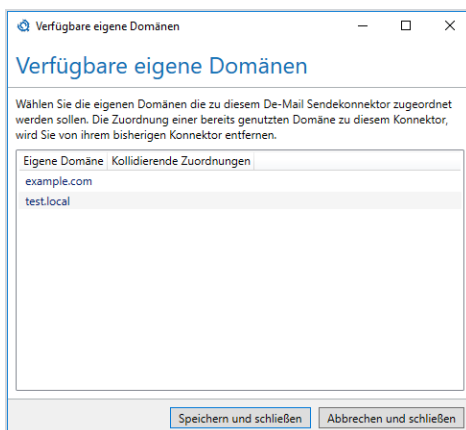 Verfügbare eigene Domänen
Verfügbare eigene Domänen
Wählen Sie die eigenen Domänen die zu diesem De-Mail Sendekonnektor zugeordnet
werden sollen. Die Zuordnung einer bereits genutzten Domäne zu diesem Konnektor,
wird Sie von ihrem bisherigen Konnektor entfernen.
Eigene Domäne Kollidierende Zuordnungen
example.com
test.local
Speichern und schließen Abbrechen und schließen